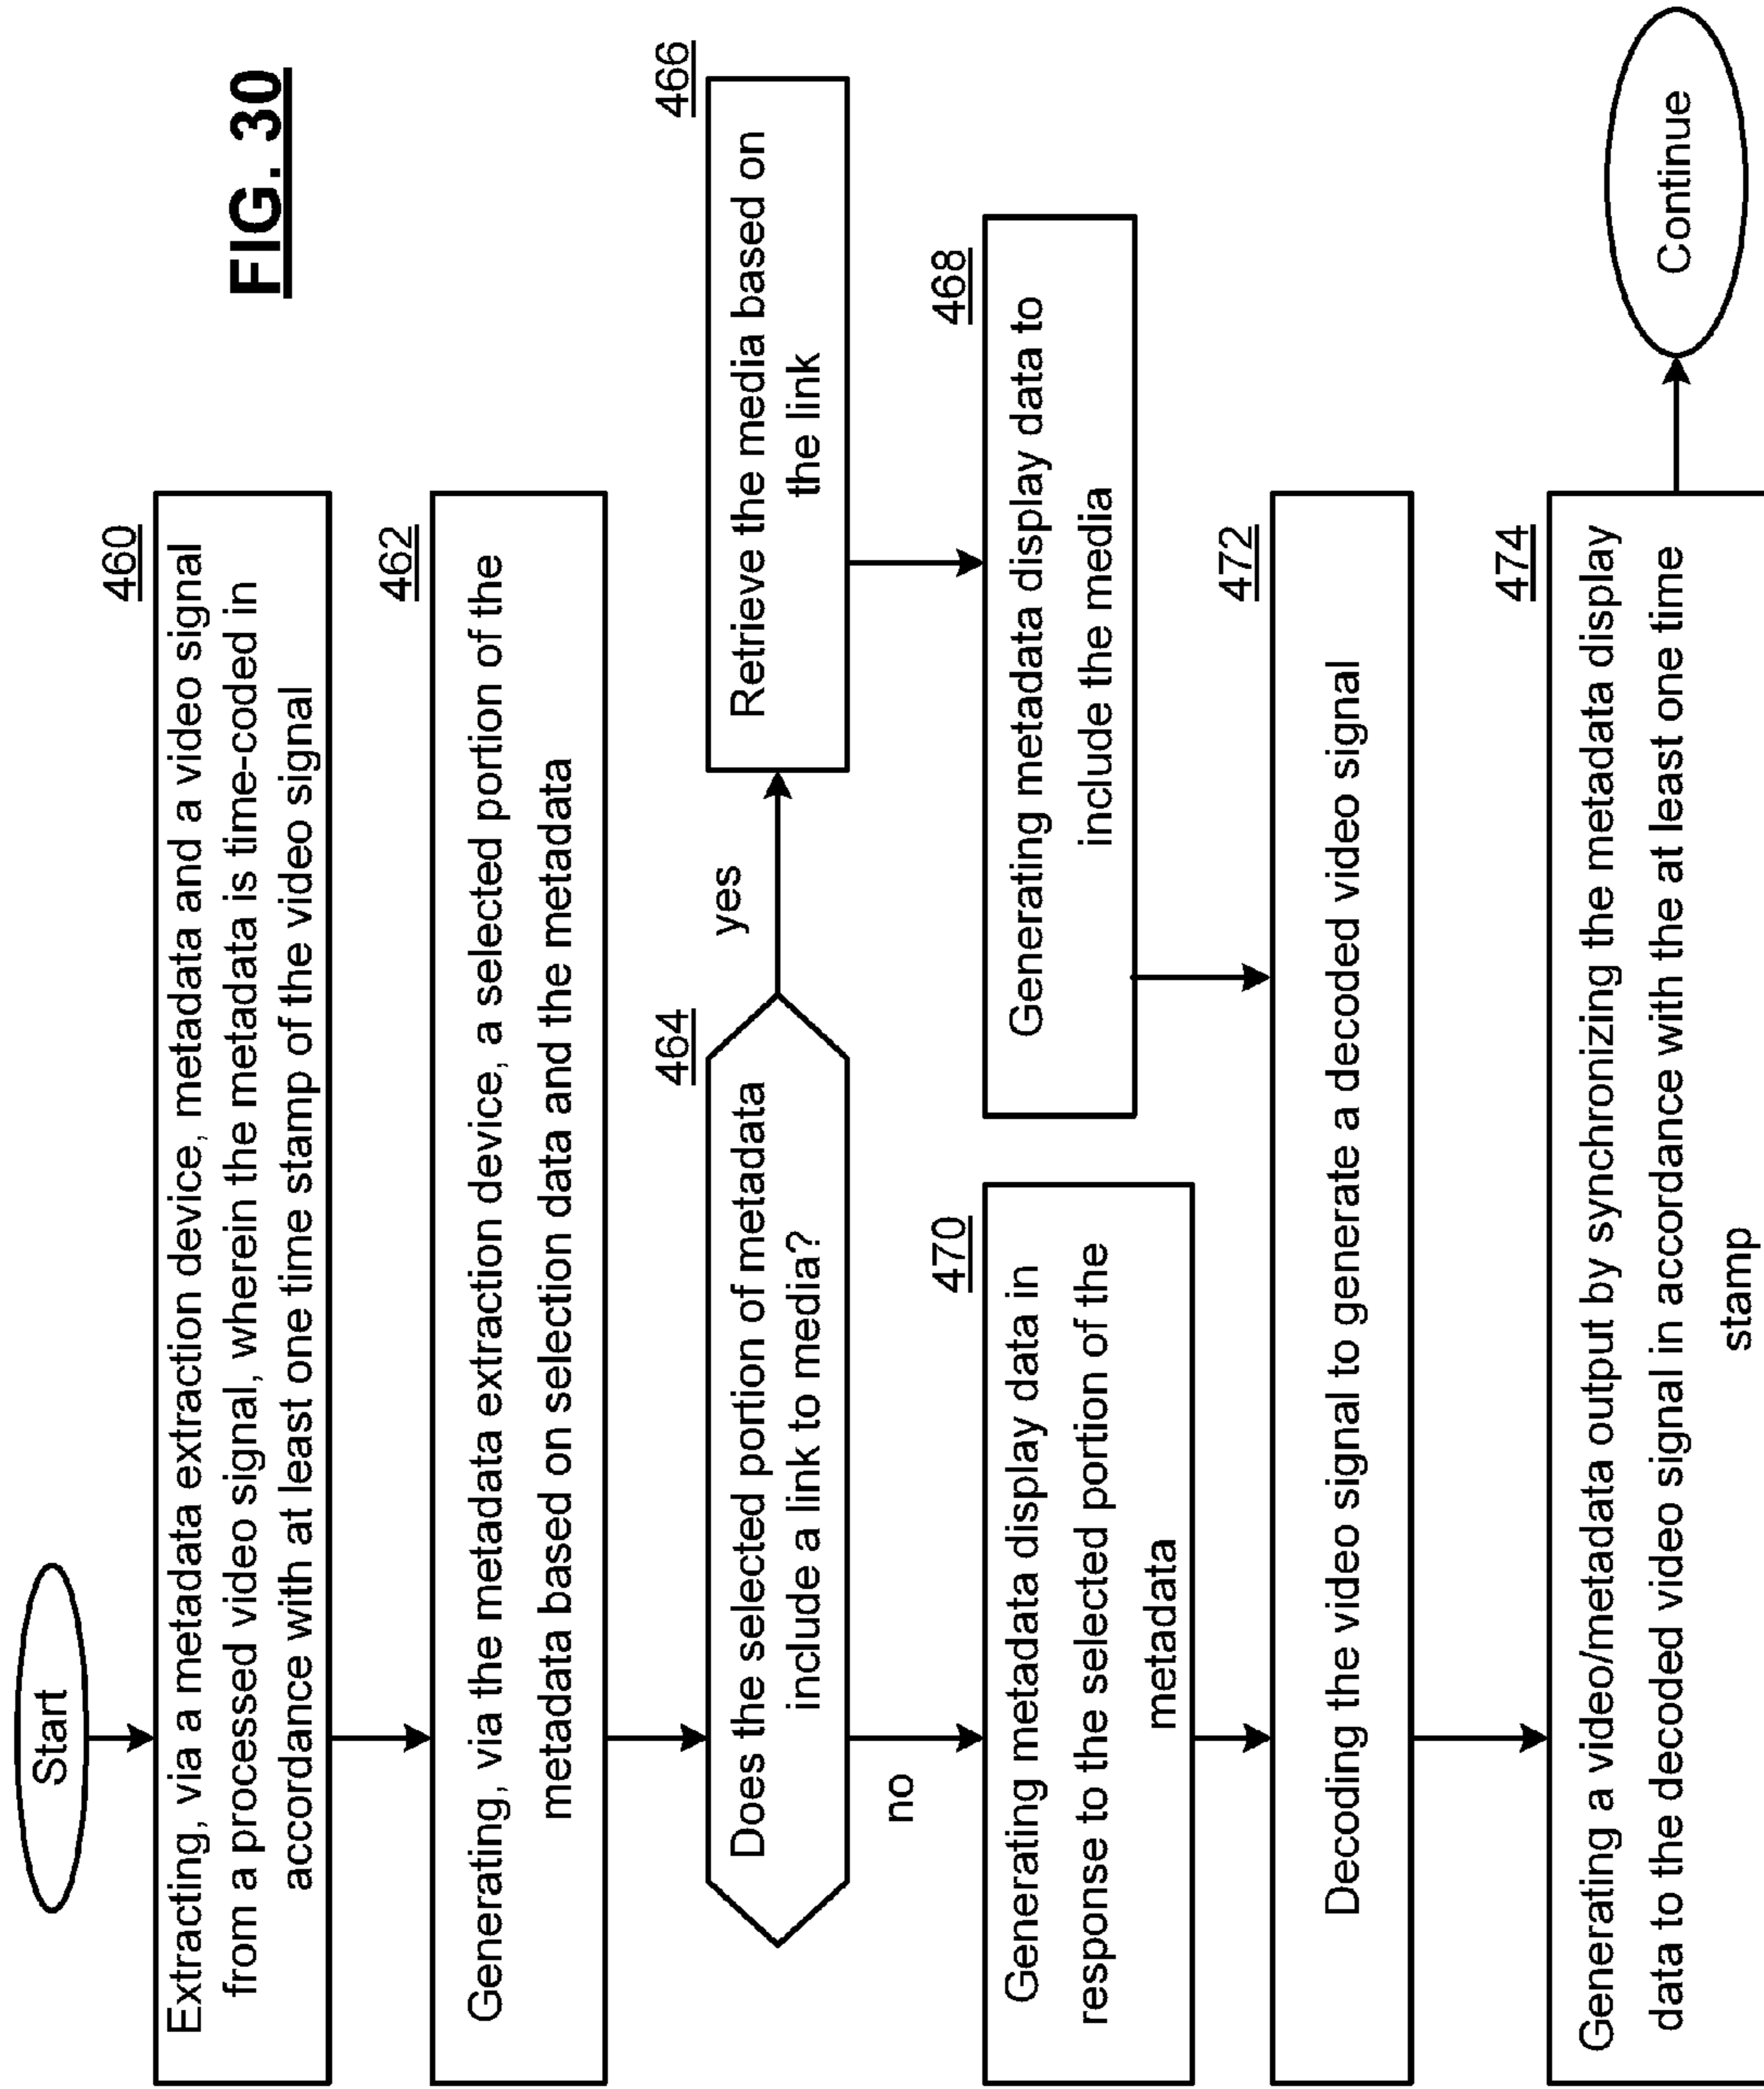 FIG. 30
Start
460
Extracting, via a metadata extraction device, metadata and a video signal
from a processed video signal, wherein the metadata is time-coded in
accordance with at least one time stamp of the video signal
462
Generating, via the metadata extraction device, a selected portion of the
metadata based on selection data and the metadata
464
Does the selected portion of metadata
include a link to media?
yes
466
Retrieve the media based on
the link
no
468
Generating metadata display data to
include the media
470
Generating metadata display data in
response to the selected portion of the
metadata
472
Decoding the video signal to generate a decoded video signal
474
Generating a video/metadata output by synchronizing the metadata display
data to the decoded video signal in accordance with the at least one time
stamp
Continue